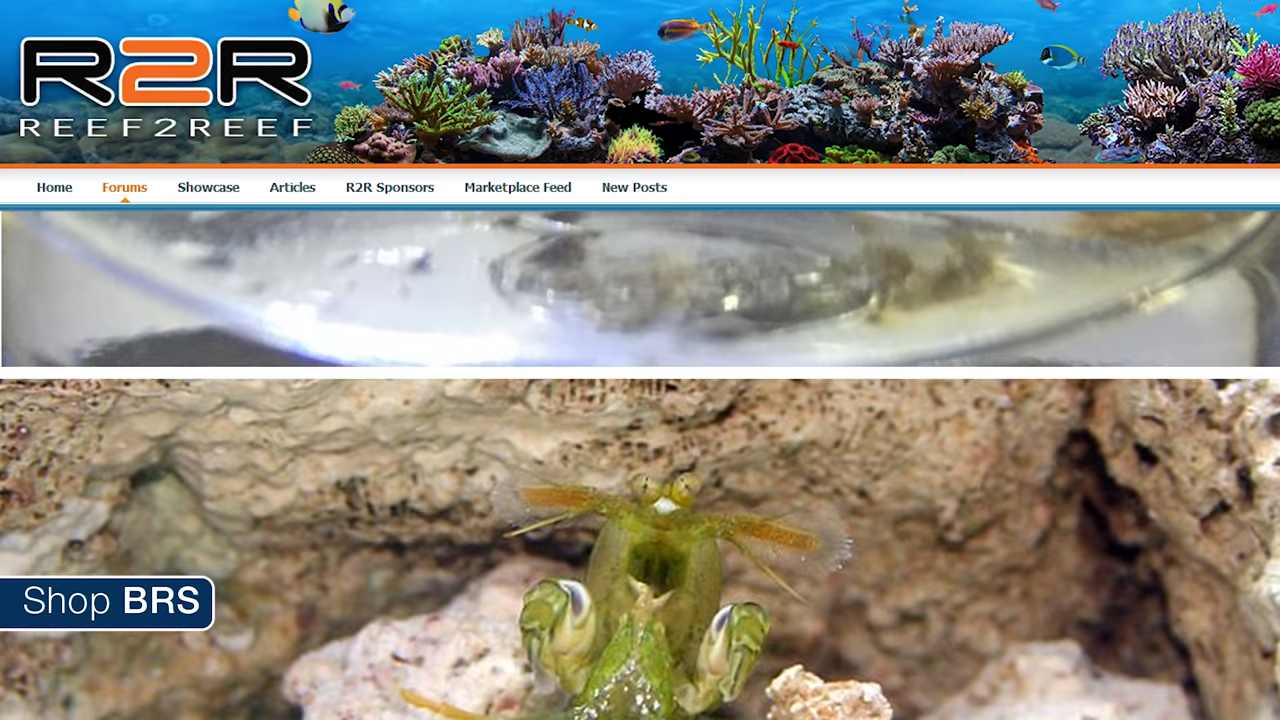 R2R
REEF2REEF
Home Forums Showcase Articles R2R Sponsors Marketplace Feed New Posts
Shop BRS